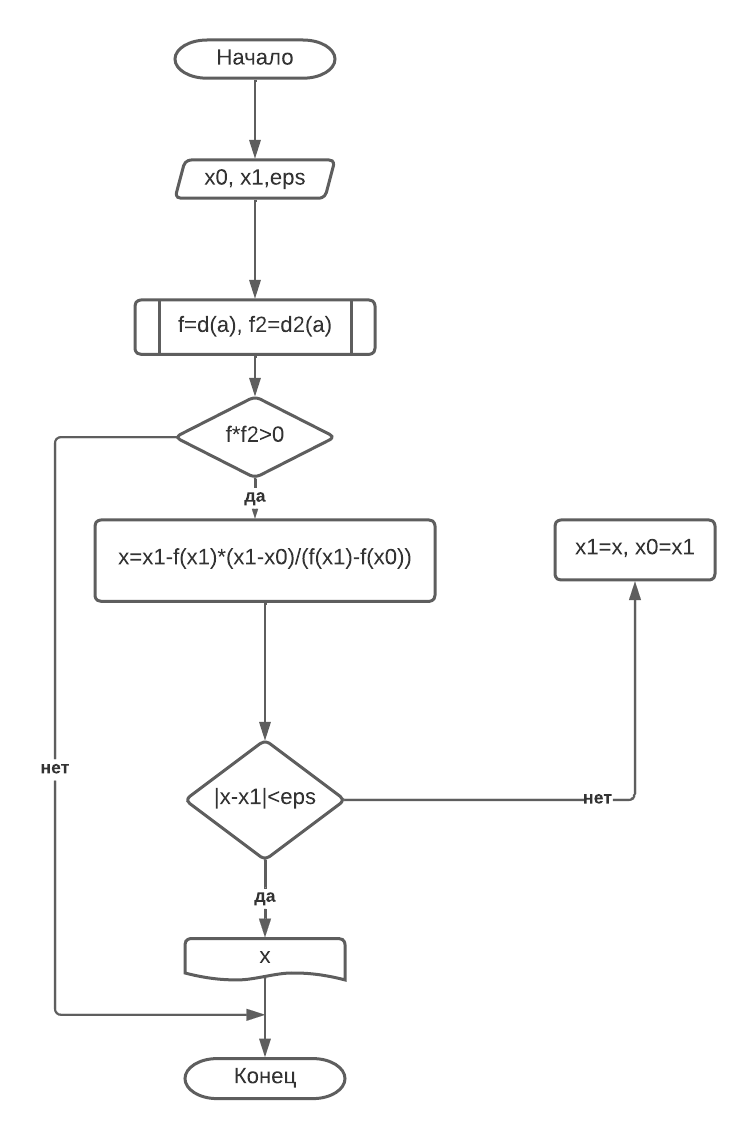 Начало
x0, x1,eps
f=d(a), f2=d2(a)
f*f2>0
да
x=x1-f(x1)*(x1-x0)/(f(x1)-f(x0))
x1=x, x0=x1
нет
|x-x1|<eps
нет
да
x
Конец